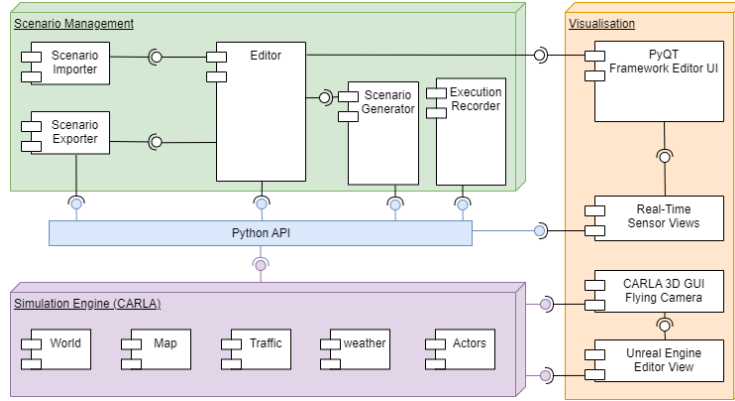 Scenario Management
Scenario
Importer
Editor
Scenario
Exporter
Scenario
Generator
Execution
Recorder
Visualisation
PyQT
Framework Editor UI
Real-Time
Sensor Views
Python API
CARLA 3D GUI
Flying Camera
Unreal Engine
Editor View
Simulation Engine (CARLA)
World
Map
Traffic
weather
Actors